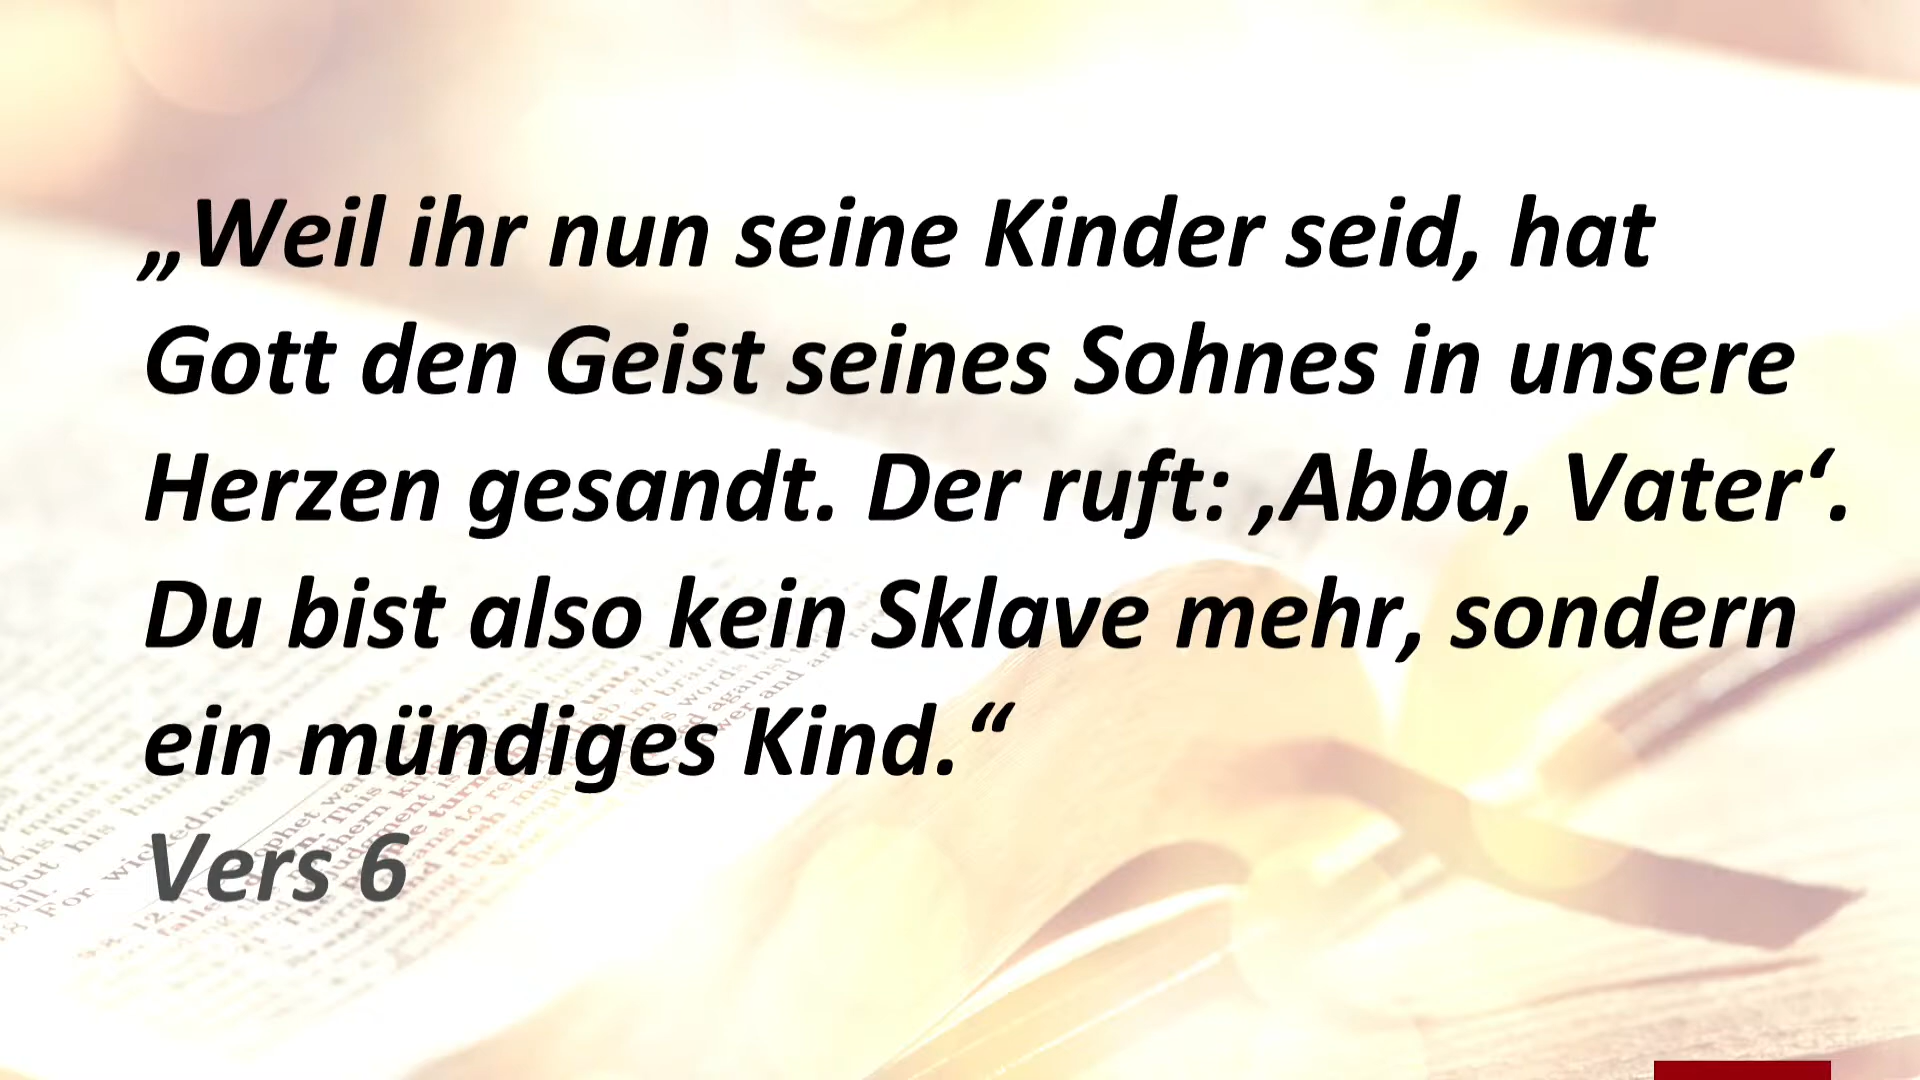 „Weil ihr nun seine Kinder seid, hat
Gott den Geist seines Sohnes in unsere
Herzen gesandt. Der ruft: ‚Abba, Vater‘.
Du bist also kein Sklave mehr, sondern
ein mündiges Kind.“
Vers 6